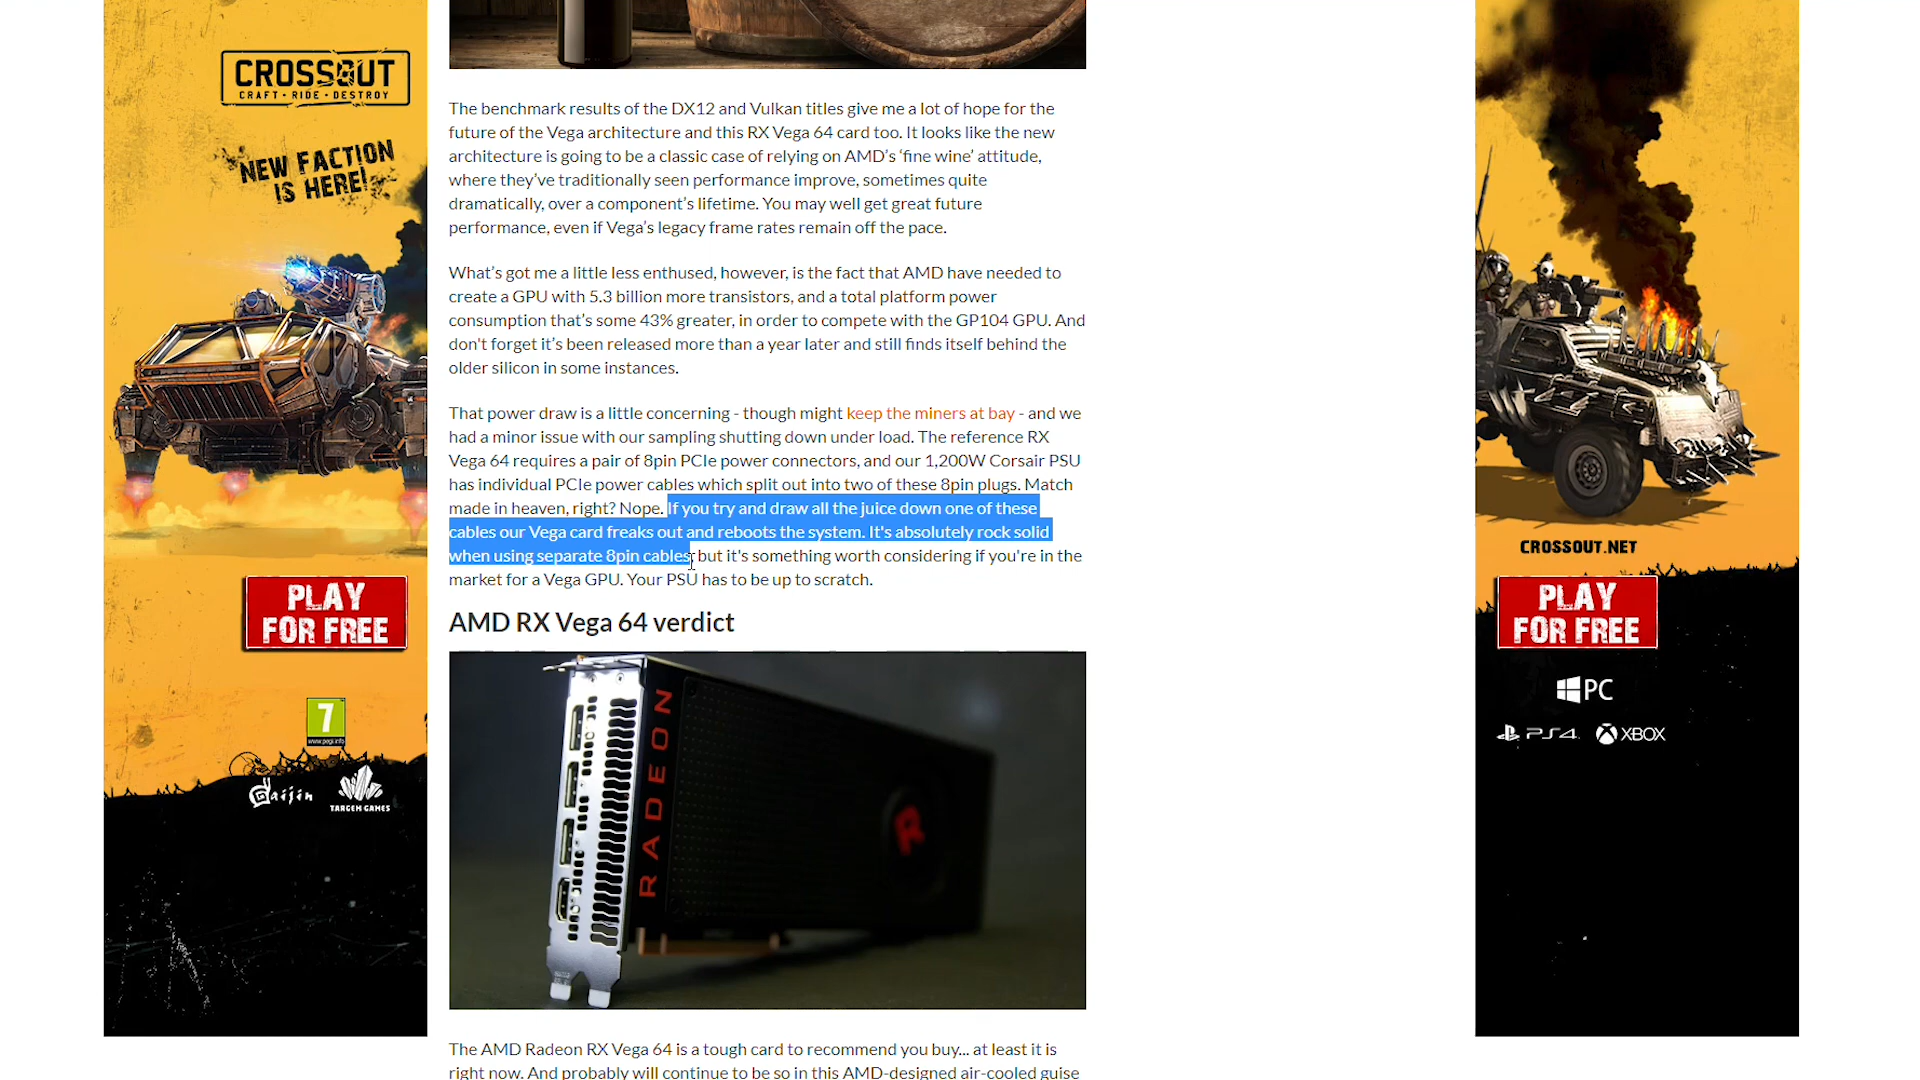 CROSSOUT
CRAFT • RIDE • DESTROY
NEW FACTION
IS HERE!
PLAY
FOR FREE
7
www.pegi.info
Gaijin
TARGEM GAMES
The benchmark results of the DX12 and Vulkan titles give me a lot of hope for the
future of the Vega architecture and this RX Vega 64 card too. It looks like the new
architecture is going to be a classic case of relying on AMD's ‘fine wine’ attitude,
where they've traditionally seen performance improve, sometimes quite
dramatically, over a component's lifetime. You may well get great future
performance, even if Vega's legacy frame rates remain off the pace.
What's got me a little less enthused, however, is the fact that AMD have needed to
create a GPU with 5.3 billion more transistors, and a total platform power
consumption that's some 43% greater, in order to compete with the GP104 GPU. And
don't forget it's been released more than a year later and still finds itself behind the
older silicon in some instances.
That power draw is a little concerning - though might keep the miners at bay - and we
had a minor issue with our sampling shutting down under load. The reference RX
Vega 64 requires a pair of 8pin PCIe power connectors, and our 1,200W Corsair PSU
has individual PCIe power cables which split out into two of these 8pin plugs. Match
made in heaven, right? Nope. If you try and draw all the juice down one of these
cables our Vega card freaks out and reboots the system. It's absolutely rock solid
when using separate 8pin cables, but it's something worth considering if you're in the
market for a Vega GPU. Your PSU has to be up to scratch.
AMD RX Vega 64 verdict
RADEON
R
The AMD Radeon RX Vega 64 is a tough card to recommend you buy... at least it is
right now. And probably will continue to be so in this AMD-designed air-cooled guise
CROSSOUT.NET
PLAY
FOR FREE
PC
PS4 XBOX